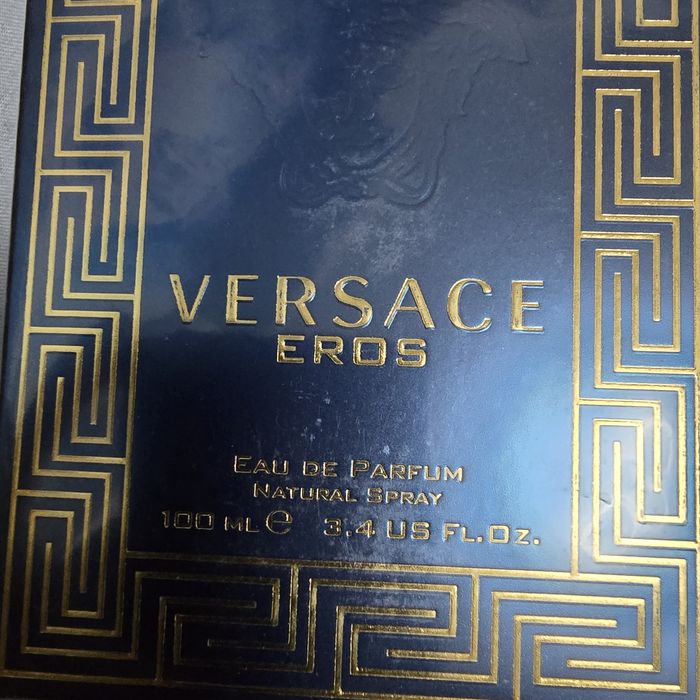 VERSACE
EROS
EAU DE PARFUM
NATURAL SPRAY
100 ML ℮ 3.4 US FL.OZ.